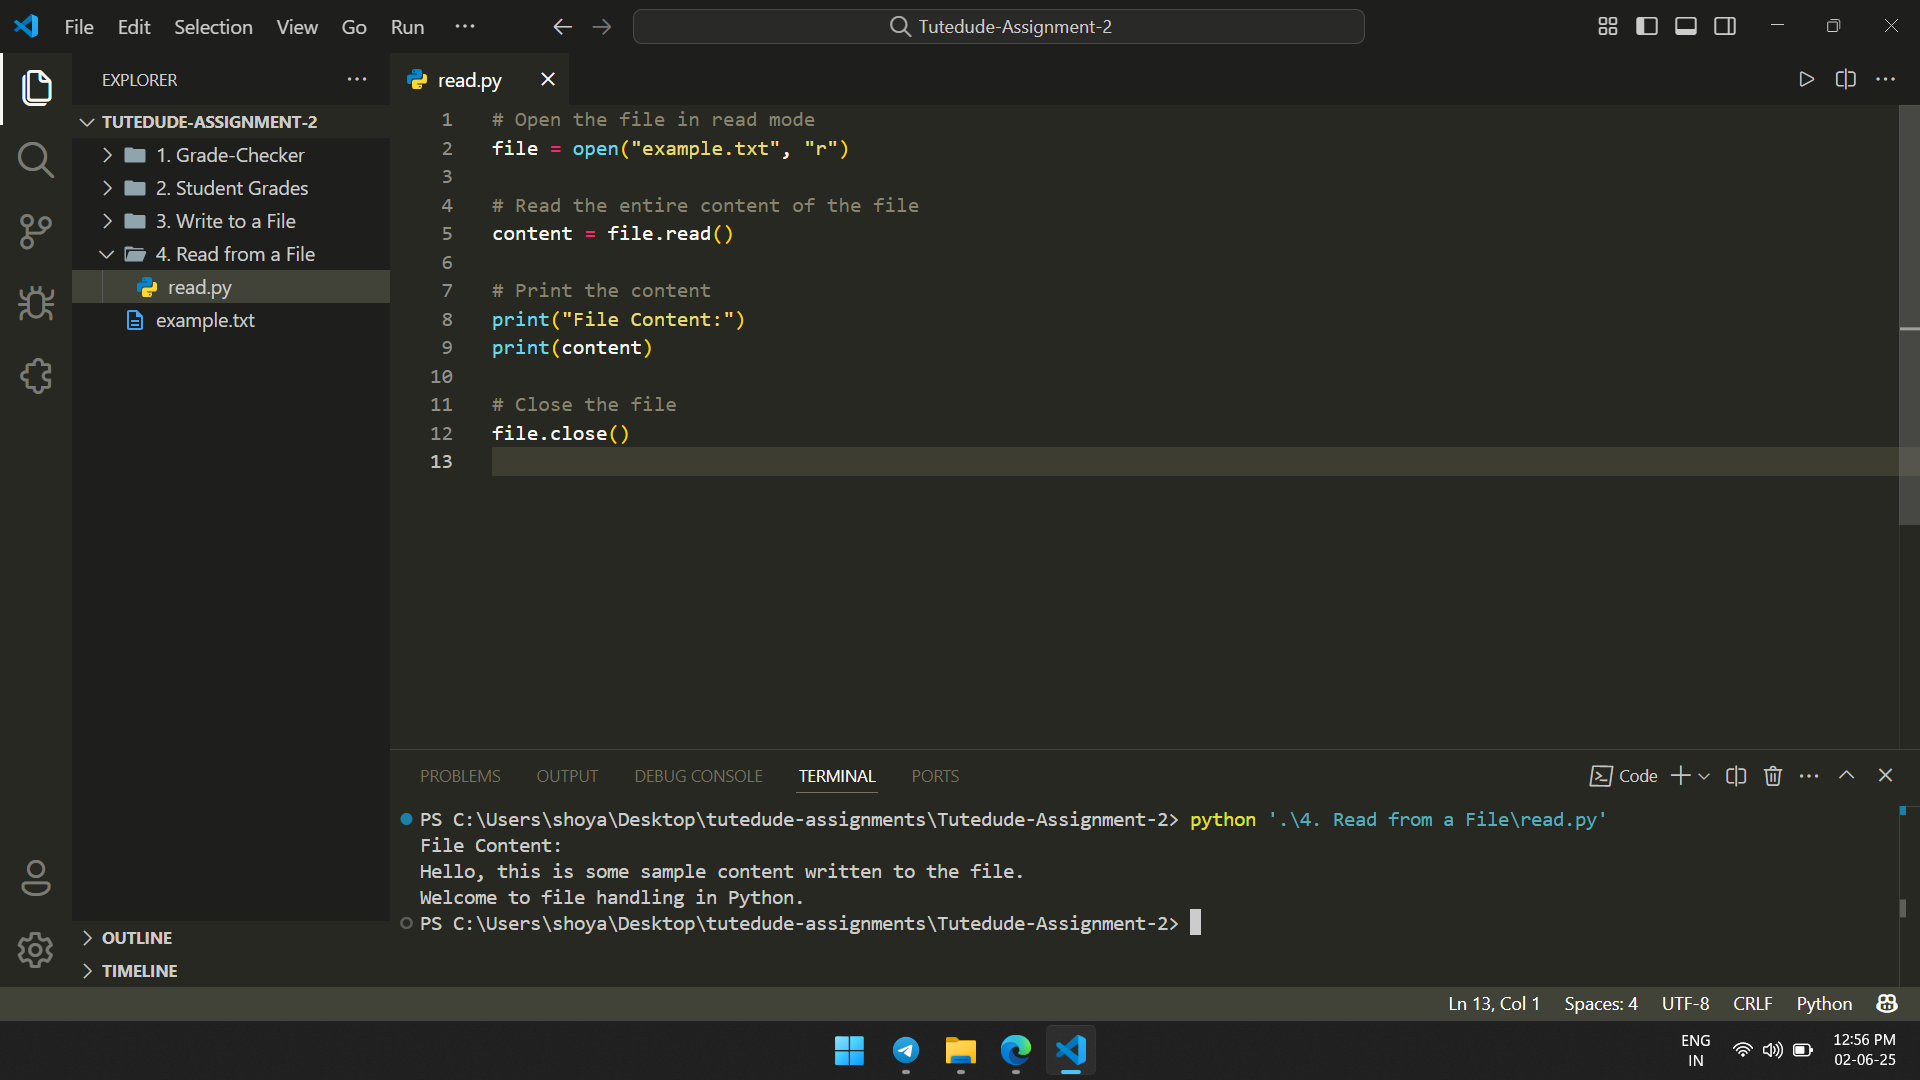 File Edit Selection View Go Run ···
Tutedude-Assignment-2
EXPLORER ···
TUTEDUDE-ASSIGNMENT-2
1. Grade-Checker
2. Student Grades
3. Write to a File
4. Read from a File
read.py
example.txt
OUTLINE
TIMELINE
read.py
1 # Open the file in read mode
2 file = open("example.txt", "r")
3
4 # Read the entire content of the file
5 content = file.read()
6
7 # Print the content
8 print("File Content:")
9 print(content)
10
11 # Close the file
12 file.close()
13
PROBLEMS OUTPUT DEBUG CONSOLE TERMINAL PORTS
Code
PS C:\Users\shoya\Desktop\tutedude-assignments\Tutedude-Assignment-2> python '.\4. Read from a File\read.py'
File Content:
Hello, this is some sample content written to the file.
Welcome to file handling in Python.
PS C:\Users\shoya\Desktop\tutedude-assignments\Tutedude-Assignment-2>
Ln 13, Col 1 Spaces: 4 UTF-8 CRLF Python
ENG
IN
12:56 PM
02-06-25